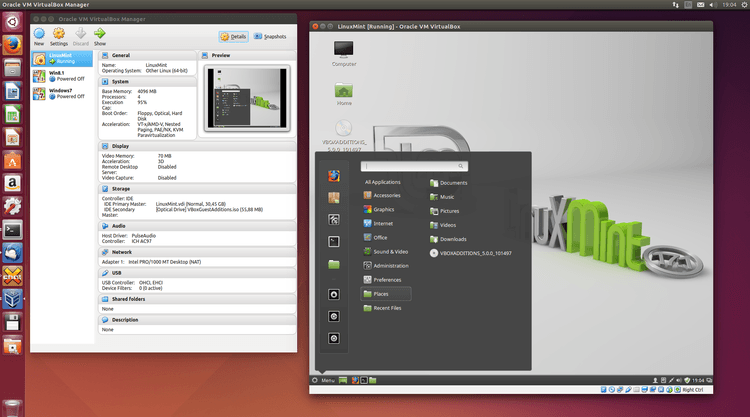 Oracle VM VirtualBox Manager
19:04
Oracle VM VirtualBox Manager
New
Settings
Discard
Show
Details
Snapshots
LinuxMint
Running
Win8.1
Powered Off
Windows7
Powered Off
General
Name: LinuxMint
Operating System: Other Linux (64-bit)
System
Base Memory: 4096 MB
Processors: 4
Execution Cap: 95%
Boot Order: Floppy, Optical, Hard Disk
Acceleration: VT-x/AMD-V, Nested Paging, PAE/NX, KVM Paravirtualization
Preview
Display
Video Memory: 70 MB
Acceleration: 3D
Remote Desktop Server: Disabled
Video Capture: Disabled
Storage
Controller: IDE
IDE Primary Master: LinuxMint.vdi (Normal, 30,45 GB)
IDE Secondary Master: [Optical Drive] VBoxGuestAdditions.iso (55,88 MB)
Audio
Host Driver: PulseAudio
Controller: ICH AC97
Network
Adapter 1: Intel PRO/1000 MT Desktop (NAT)
USB
USB Controller: OHCI, EHCI
Device Filters: 0 (0 active)
Shared folders
None
Description
None
LinuxMint [Running] - Oracle VM VirtualBox
Computer
Home
VBOXADDITIONS_
5.0.0_101497
All Applications
Accessories
Graphics
Internet
Office
Sound & Video
Administration
Preferences
Places
Recent Files
Documents
Music
Pictures
Videos
Downloads
VBOXADDITIONS_5.0.0_101497
uxMint
Menu
19:04
Right Ctrl